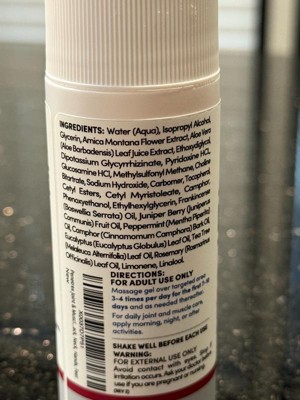 INGREDIENTS: Water (Aqua), Isopropyl Alcohol,
Glycerin, Arnica Montana Flower Extract, Aloe Vera
(Aloe Barbadensis) Leaf Juice Extract, Ethoxydiglycol,
Dipotassium Glycyrrhizinate, Pyridoxine HCl,
Glucosamine HCl, Methylsulfonyl Methane, Choline
Bitartrate, Sodium Hydroxide, Carbomer, Tocopherol,
Cetyl Esters, Cetyl Myristoleate, Camphor,
Phenoxyethanol, Ethylhexylglycerin, Frankincense
(Boswellia Serrata) Oil, Juniper Berry (Juniperus
Communis) Fruit Oil, Peppermint (Mentha Piperita)
Oil, Camphor (Cinnamomum Camphora) Bark Oil,
Eucalyptus (Eucalyptus Globulus) Leaf Oil, Tea Tree
(Melaleuca Alternifolia) Leaf Oil, Rosemary (Rosmarinus
Officinalis) Leaf Oil, Limonene, Linalool.
DIRECTIONS:
FOR ADULT USE ONLY
Massage gel over targeted area
3-4 times per day for the first
days and as needed thereafter.
For daily joint and muscle care,
apply morning, night, or after
activities.
SHAKE WELL BEFORE EACH USE
WARNING:
FOR EXTERNAL USE ONLY
Avoid contact with eyes. Stop
irritation occurs. Ask your doctor before
use if you are pregnant or nursing.